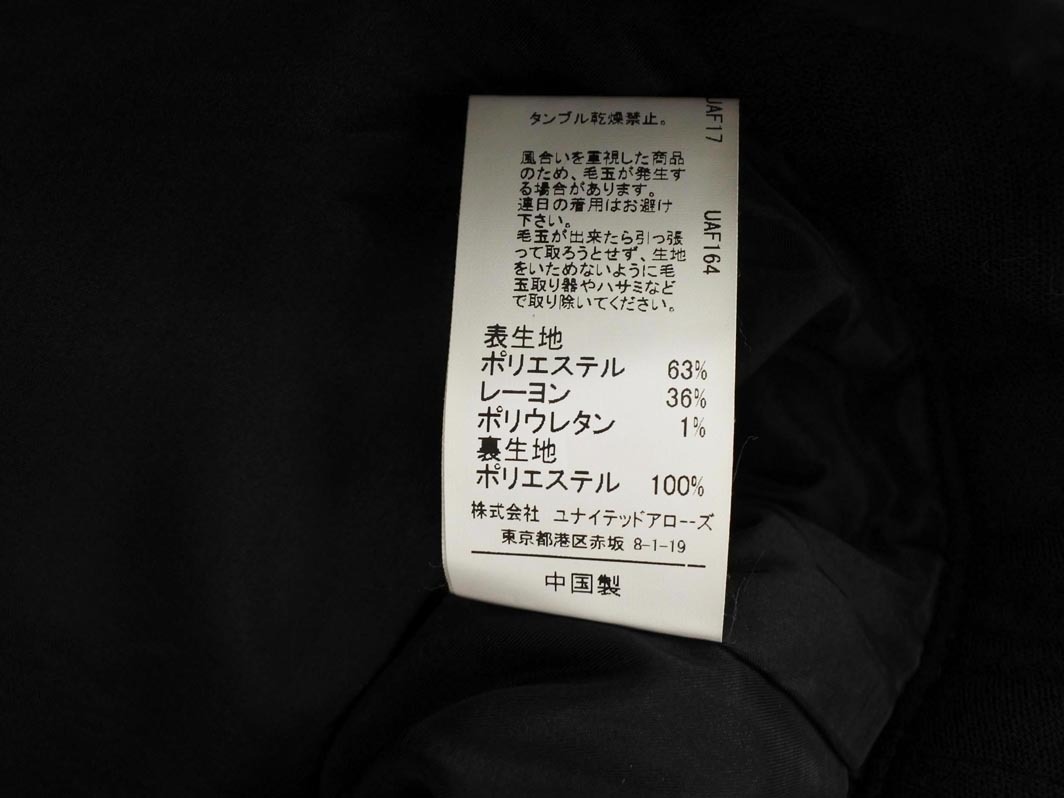 タンブル乾燥禁止。
風合いを重視した商品
のため、毛玉が発生す
る場合があります。
連日の着用はお避け
下さい。
毛玉が出来たら引っ張
って取ろうとせず、生地
をいためないように毛
玉取り器やハサミなど
で取り除いてください。
表生地
ポリエステル 63%
レーヨン 36%
ポリウレタン 1%
裏生地
ポリエステル 100%
株式会社 ユナイテッドアローズ
東京都港区赤坂 8-1-19
中国製
UAF17
UAF164